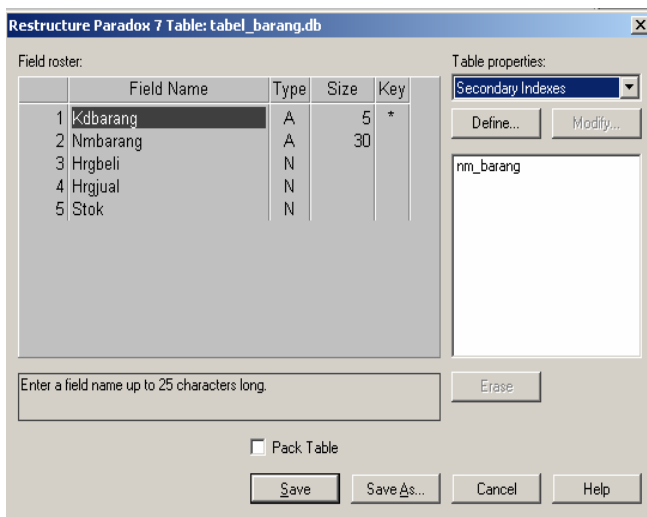 Restructure Paradox 7 Table: tabel_barang.db
Field roster:
Field Name Type Size Key
1 Kdbarang A 5 *
2 Nmbarang A 30
3 Hrgbeli N
4 Hrgjual N
5 Stok N
Enter a field name up to 25 characters long.
Table properties:
Secondary Indexes
Define... Modify...
nm_barang
Erase
Pack Table
Save Save As... Cancel Help